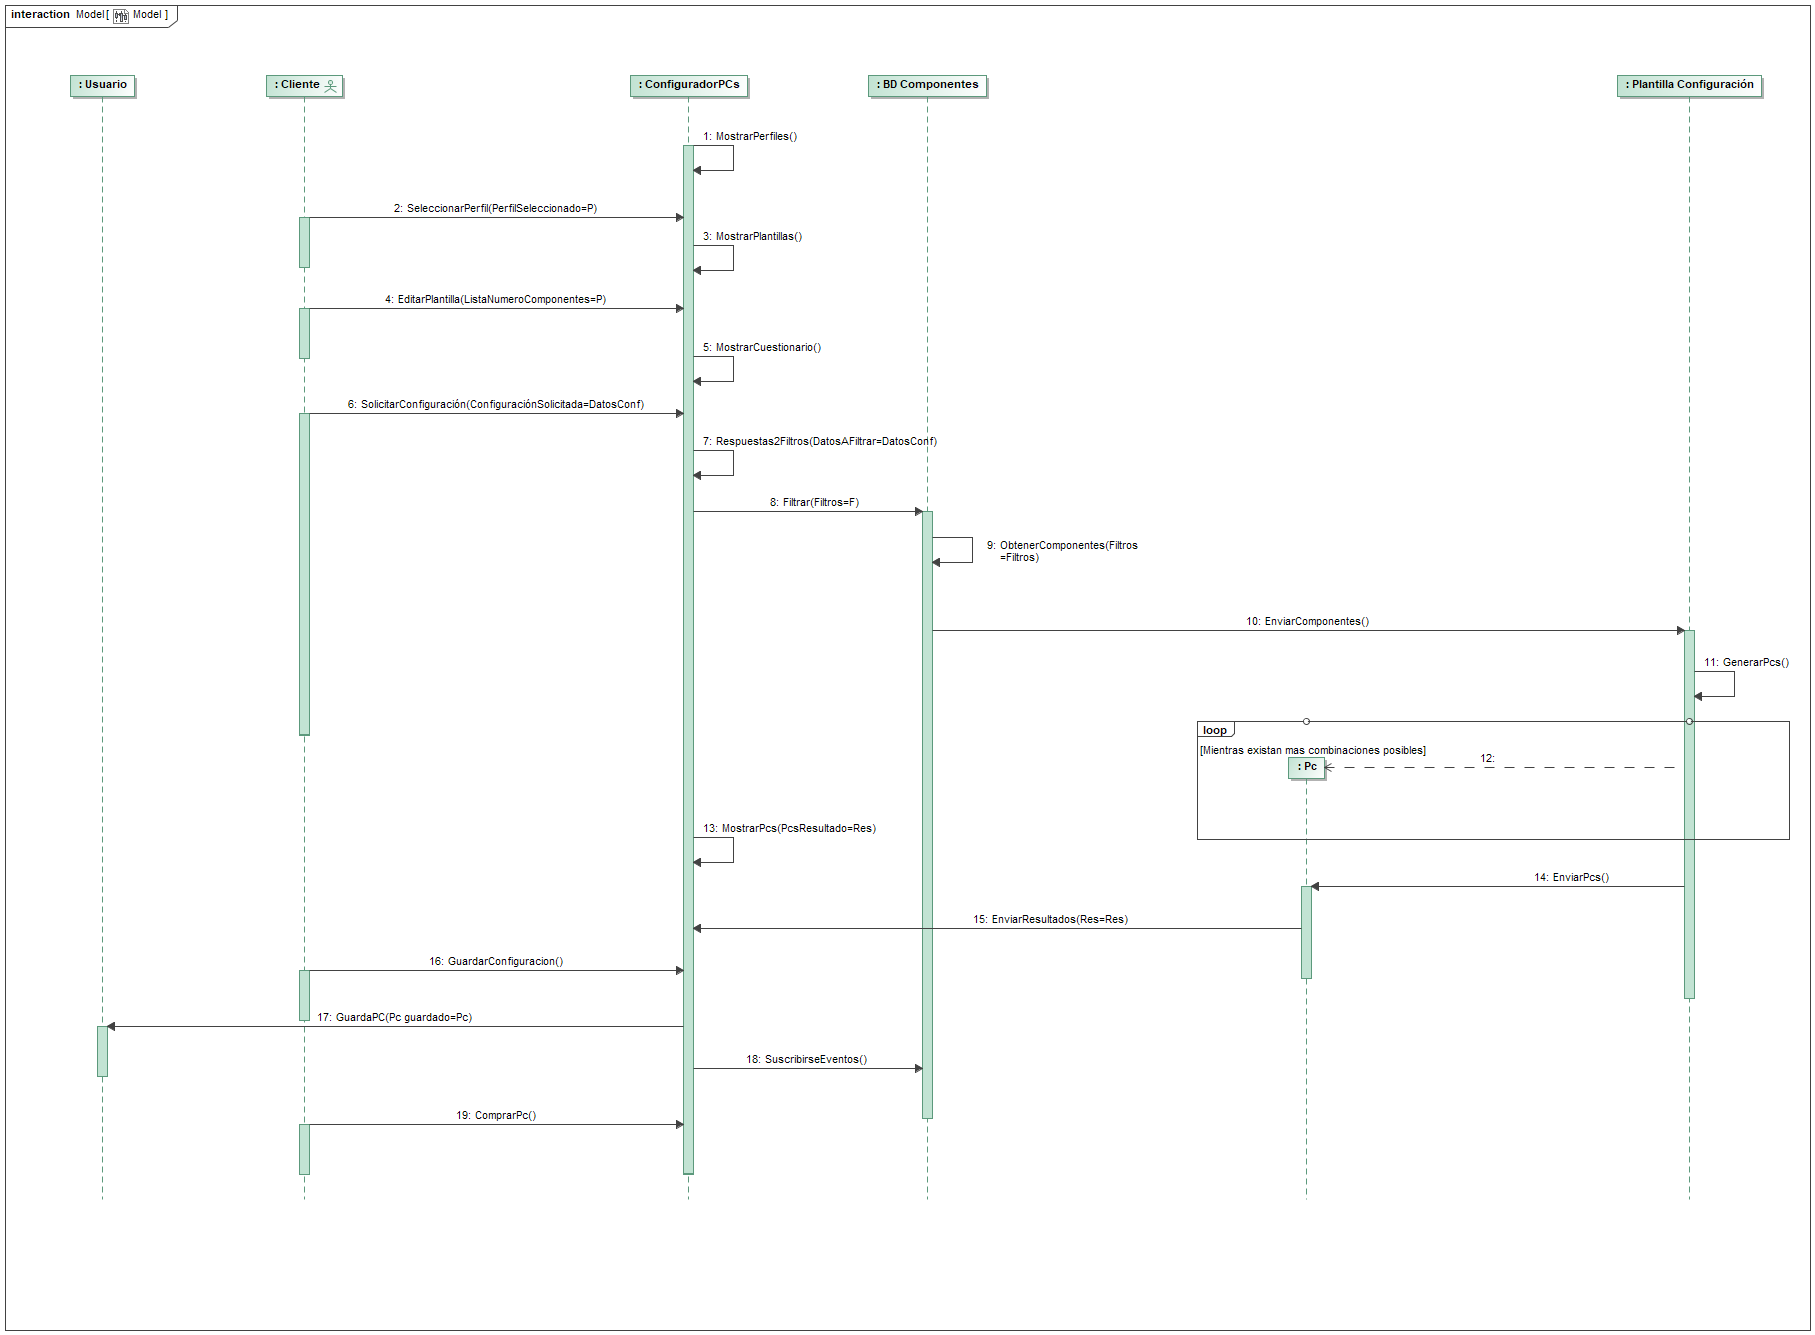 interaction Model[ Model ]
: Usuario
: Cliente
: ConfiguradorPCs
: BD Componentes
: Plantilla Configuración
1: MostrarPerfiles()
2: SeleccionarPerfil(PerfilSeleccionado=P)
3: MostrarPlantillas()
4: EditarPlantilla(ListaNumeroComponentes=P)
5: MostrarCuestionario()
6: SolicitarConfiguración(ConfiguraciónSolicitada=DatosConf)
7: Respuestas2Filtros(DatosAFiltrar=DatosConf)
8: Filtrar(Filtros=F)
9: ObtenerComponentes(Filtros
=Filtros)
10: EnviarComponentes()
11: GenerarPcs()
loop
[Mientras existan mas combinaciones posibles]
12:
: Pc
13: MostrarPcs(PcsResultado=Res)
14: EnviarPcs()
15: EnviarResultados(Res=Res)
16: GuardarConfiguracion()
17: GuardaPC(Pc guardado=Pc)
18: SuscribirseEventos()
19: ComprarPc()